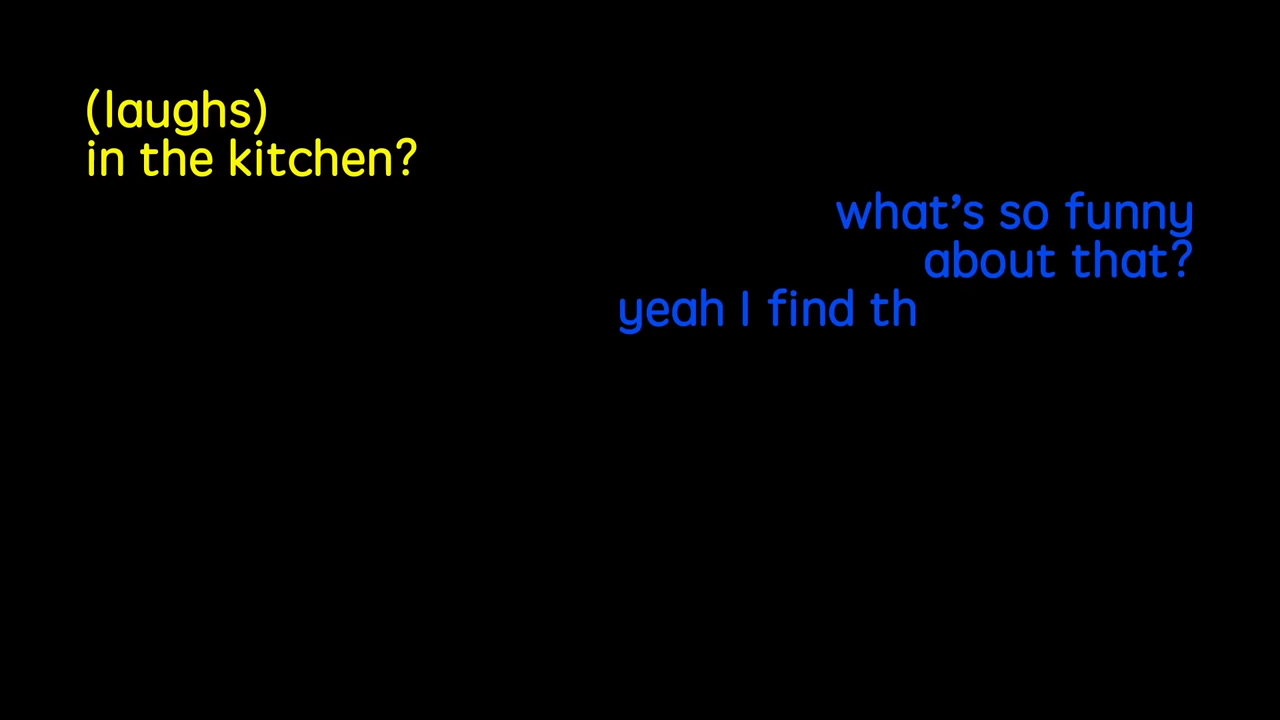 (laughs)
in the kitchen?
what's so funny
about that?
yeah I find th